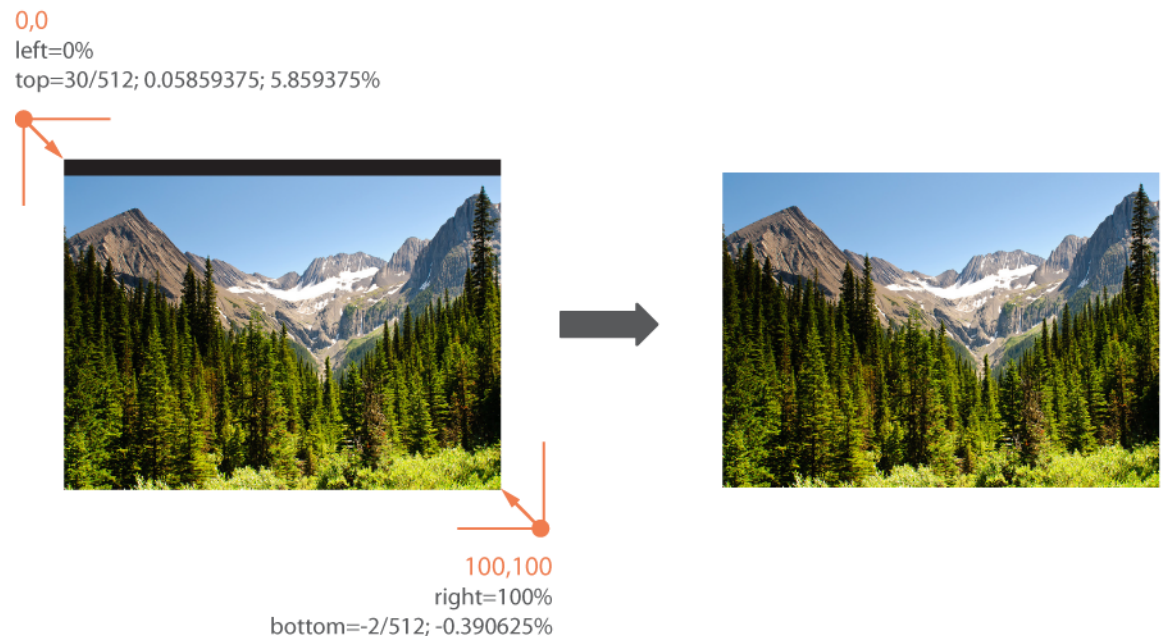 0,0
left=0%
top=30/512; 0.05859375; 5.859375%
100,100
right=100%
bottom=-2/512; -0.390625%